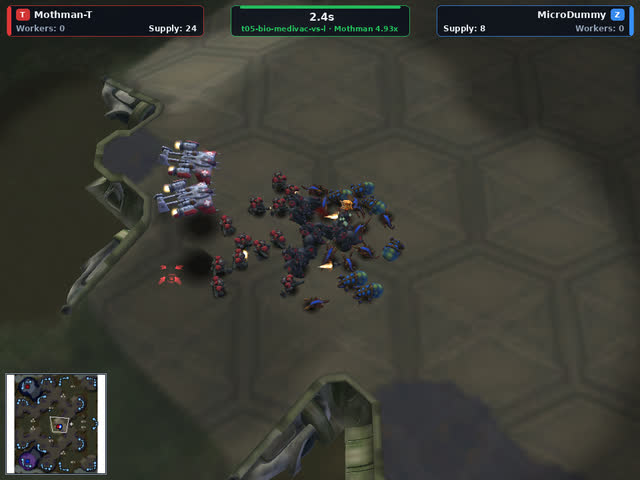 T Mothman-T
Workers: 0 Supply: 24
2.4s
t05-bio-medivac-vs-l · Mothman 4.93x
MicroDummy Z
Supply: 8 Workers: 0